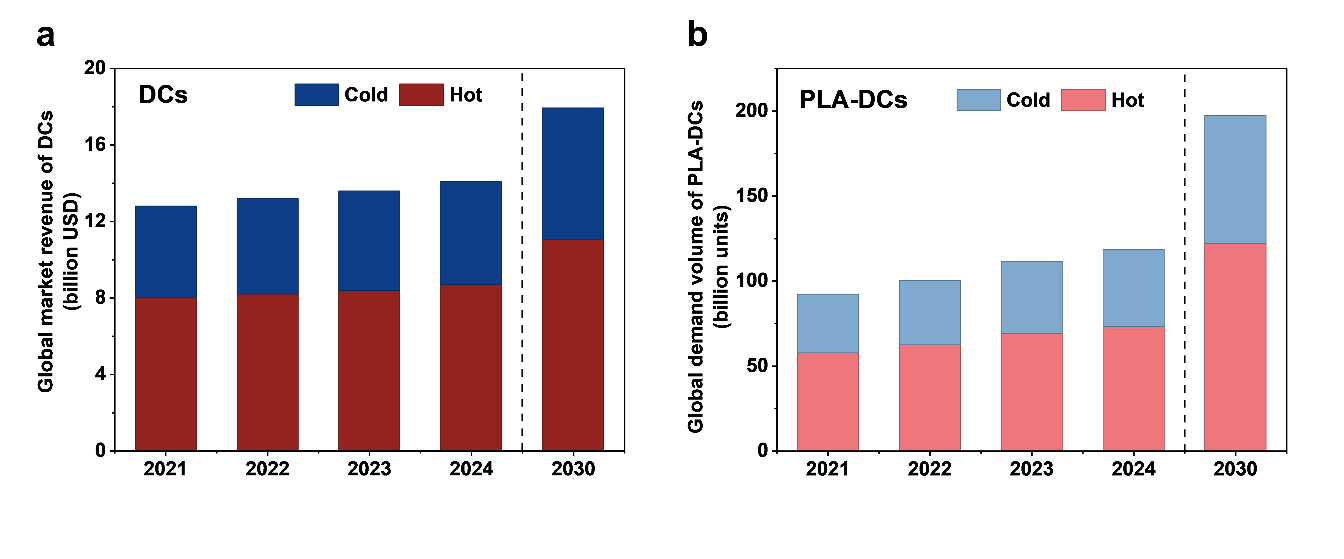 a
DCs
Cold
Hot
Global market revenue of DCs
(billion USD)
20
16
12
8
4
0
2021
2022
2023
2024
2030
b
PLA-DCs
Cold
Hot
Global demand volume of PLA-DCs
(billion units)
200
150
100
50
0
2021
2022
2023
2024
2030